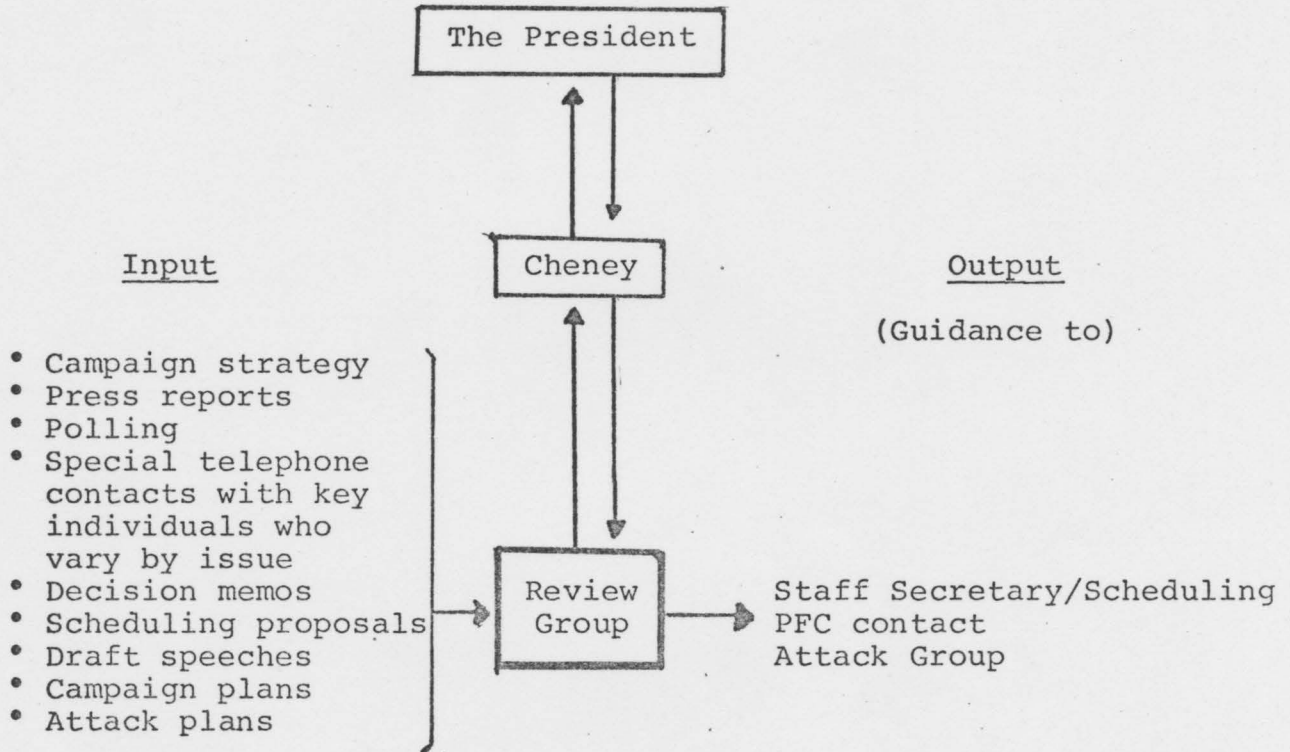 The President
Cheney
Input
• Campaign strategy
• Press reports
• Polling
• Special telephone
contacts with key
individuals who
vary by issue
• Decision memos
• Scheduling proposals
• Draft speeches
• Campaign plans
• Attack plans
Review
Group
Output
(Guidance to)
Staff Secretary/Scheduling
PFC contact
Attack Group